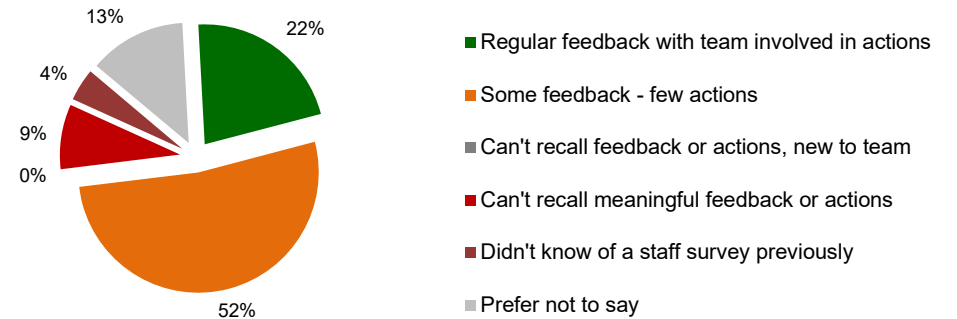 13%
22%
4%
9%
0%
52%
Regular feedback with team involved in actions
Some feedback - few actions
Can't recall feedback or actions, new to team
Can't recall meaningful feedback or actions
Didn't know of a staff survey previously
Prefer not to say